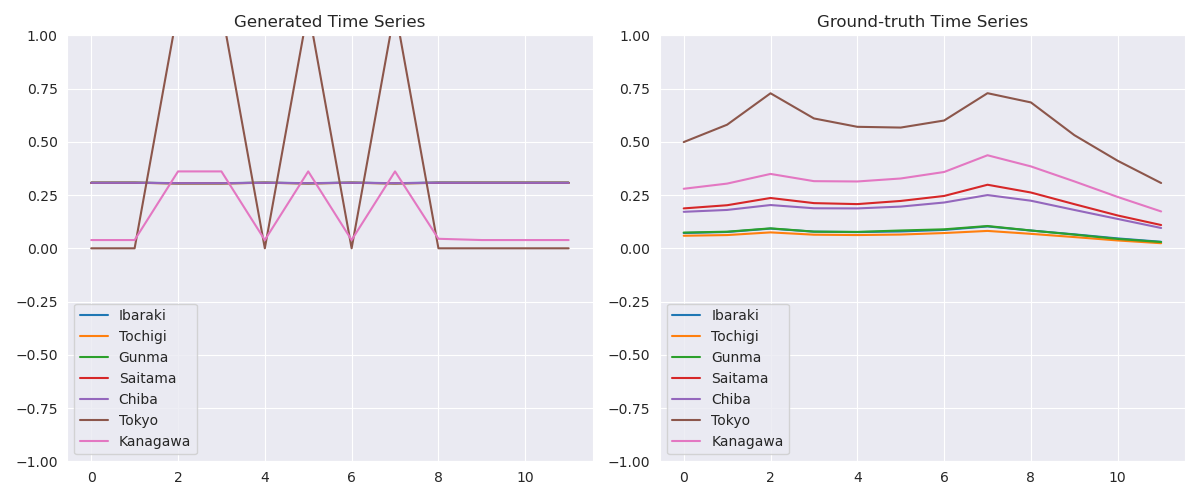 Generated Time Series
1.00
0.75
0.50
0.25
0.00
−0.25
−0.50
−0.75
−1.00
Ibaraki
Tochigi
Gunma
Saitama
Chiba
Tokyo
Kanagawa
0 2 4 6 8 10
Ground-truth Time Series
1.00
0.75
0.50
0.25
0.00
−0.25
−0.50
−0.75
−1.00
Ibaraki
Tochigi
Gunma
Saitama
Chiba
Tokyo
Kanagawa
0 2 4 6 8 10